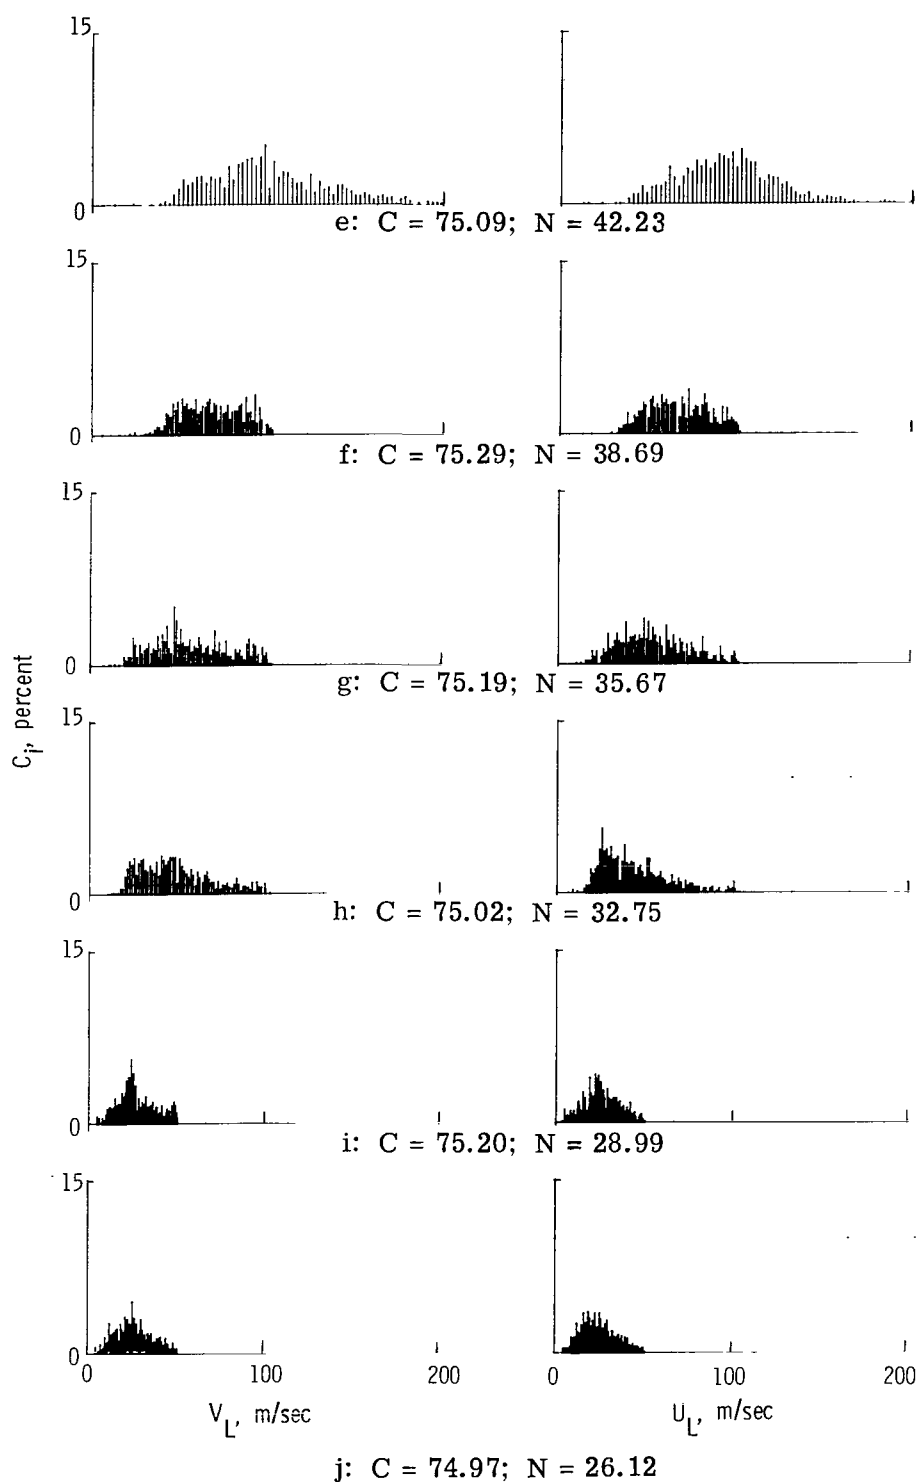 15
0
e: C = 75.09; N = 42.23
15
0
f: C = 75.29; N = 38.69
15
0
g: C = 75.19; N = 35.67
C_i, percent
15
0
h: C = 75.02; N = 32.75
15
0
i: C = 75.20; N = 28.99
15
0
0 100 200 0 100 200
V_L, m/sec U_L, m/sec
j: C = 74.97; N = 26.12